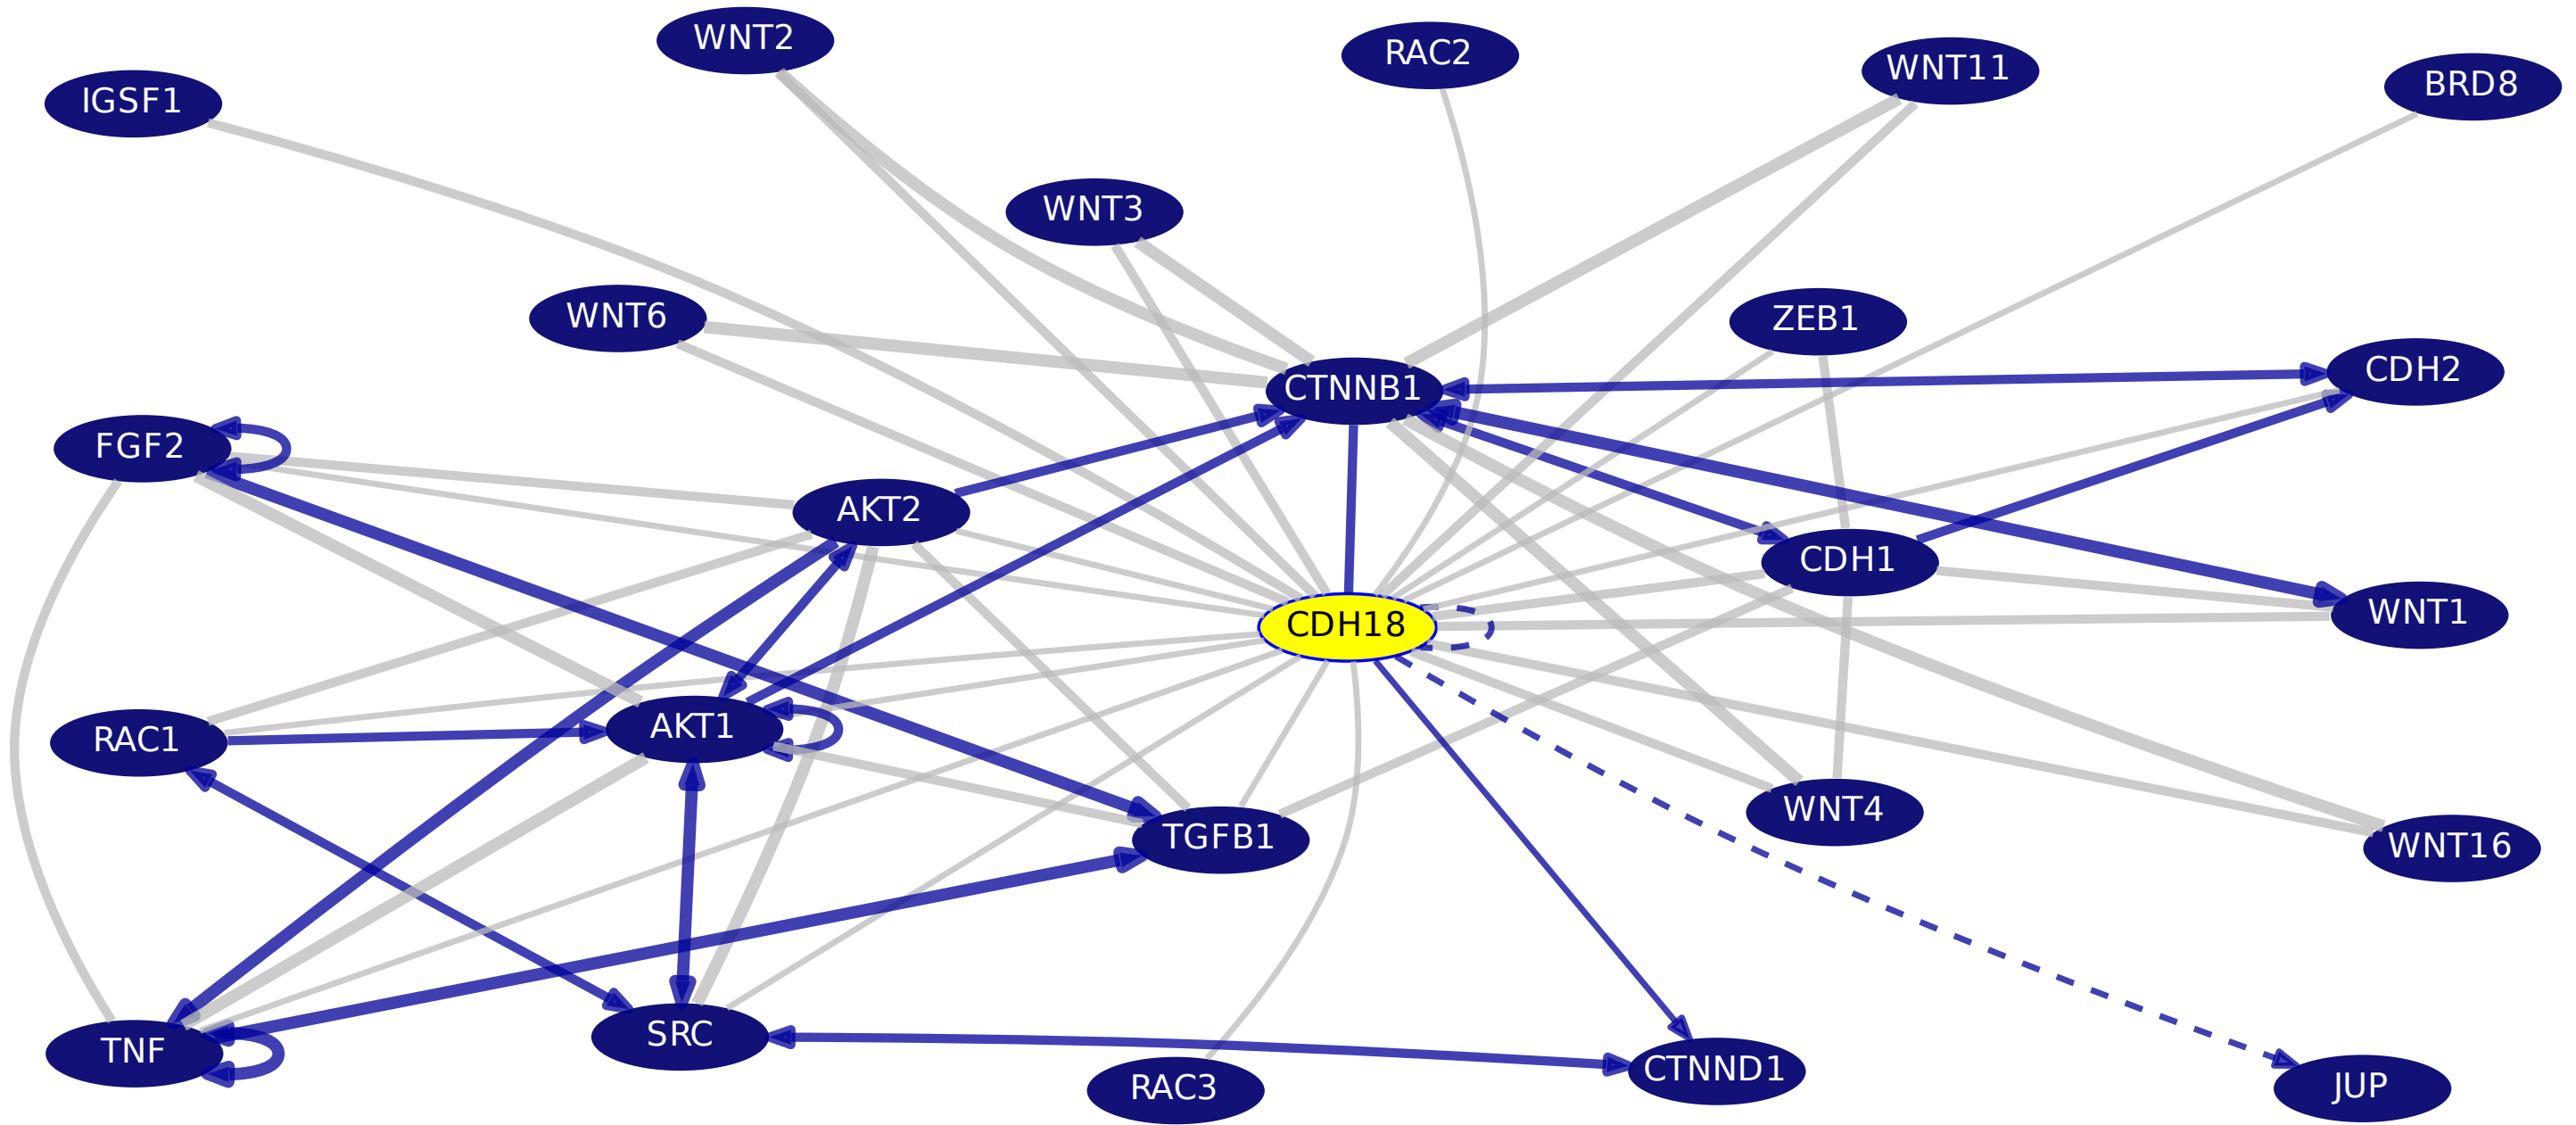 WNT2
RAC2
WNT11
BRD8
IGSF1
WNT3
WNT6
ZEB1
CTNNB1
CDH2
FGF2
AKT2
CDH1
CDH18
WNT1
AKT1
RAC1
WNT4
TGFB1
WNT16
SRC
TNF
CTNND1
RAC3
JUP